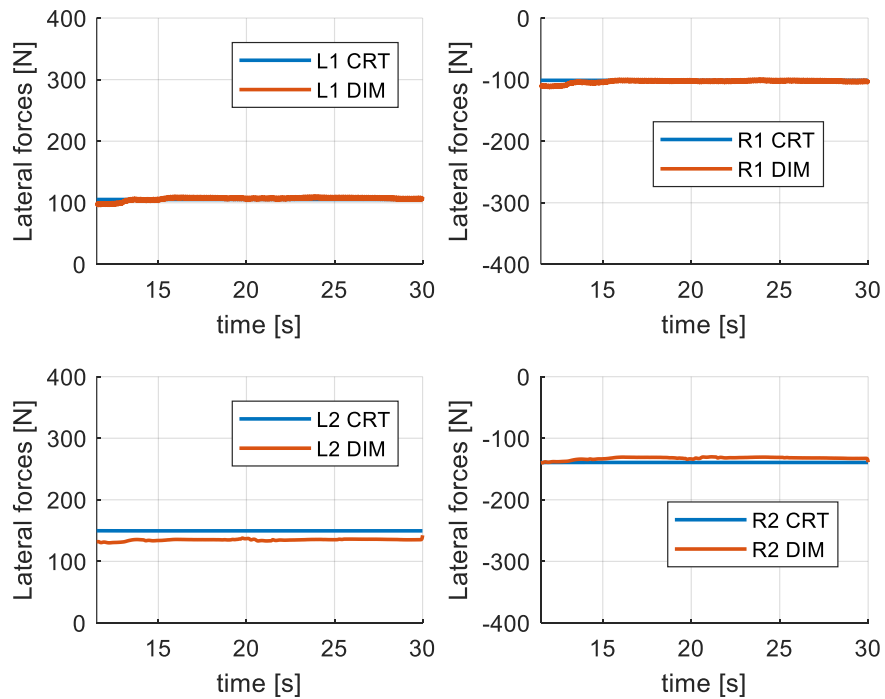 Lateral forces [N]
400
300
200
100
0
L1 CRT
L1 DIM
15
20
25
30
time [s]
Lateral forces [N]
0
-100
-200
-300
-400
R1 CRT
R1 DIM
15
20
25
30
time [s]
Lateral forces [N]
400
300
200
100
0
L2 CRT
L2 DIM
15
20
25
30
time [s]
Lateral forces [N]
0
-100
-200
-300
-400
R2 CRT
R2 DIM
15
20
25
30
time [s]